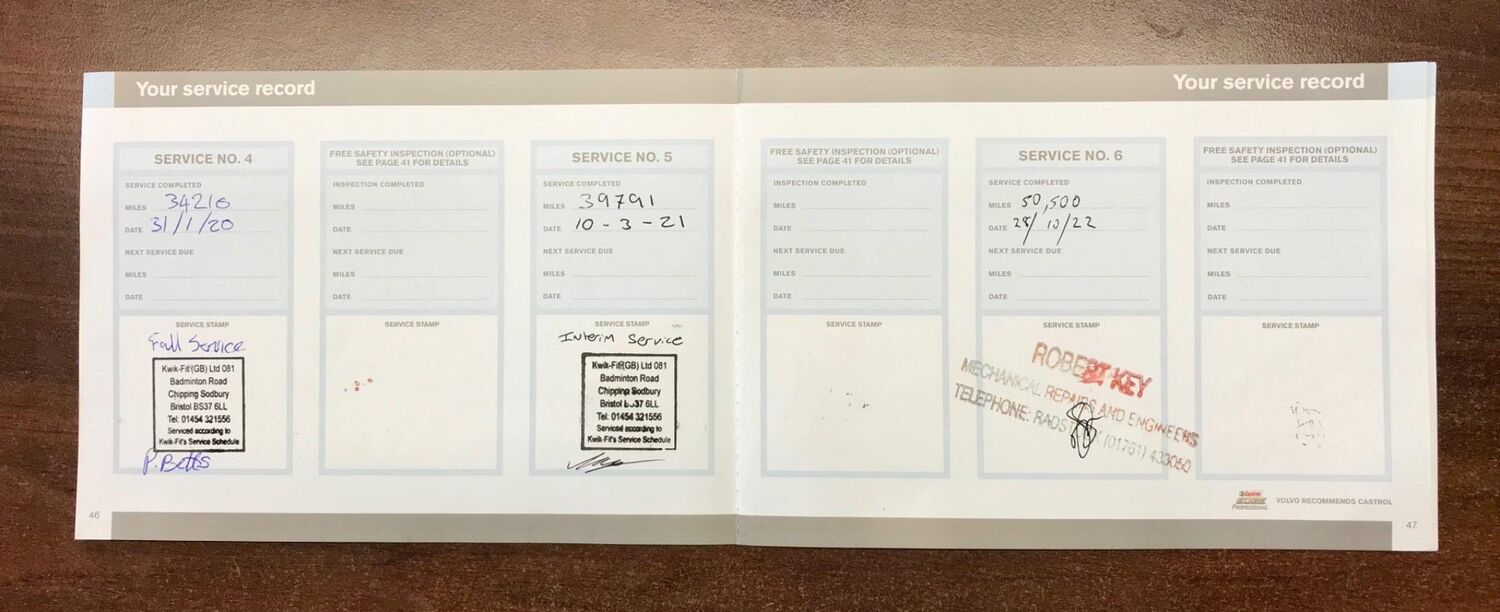 Your service record
SERVICE NO. 4
SERVICE COMPLETED
MILES 34210
DATE 31/1/20
NEXT SERVICE DUE
MILES
DATE
SERVICE STAMP
Full Service
Kwik-Fit (GB) Ltd 081
Badminton Road
Chipping Sodbury
Bristol BS37 6LL
Tel: 01454 321556
Serviced according to
Kwik-Fit's Service Schedule
P. Betts
FREE SAFETY INSPECTION (OPTIONAL)
SEE PAGE 41 FOR DETAILS
INSPECTION COMPLETED
MILES
DATE
NEXT SERVICE DUE
MILES
DATE
SERVICE STAMP
SERVICE NO. 5
SERVICE COMPLETED
MILES 39791
DATE 10-3-21
NEXT SERVICE DUE
MILES
DATE
SERVICE STAMP
Interim Service
Kwik-Fit (GB) Ltd 081
Badminton Road
Chipping Sodbury
Bristol BS37 6LL
Tel: 01454 321556
Serviced according to
Kwik-Fit's Service Schedule
46
Your service record
FREE SAFETY INSPECTION (OPTIONAL)
SEE PAGE 41 FOR DETAILS
INSPECTION COMPLETED
MILES
DATE
NEXT SERVICE DUE
MILES
DATE
SERVICE STAMP
SERVICE NO. 6
SERVICE COMPLETED
MILES 50,500
DATE 28/10/22
NEXT SERVICE DUE
MILES
DATE
SERVICE STAMP
ROBERT KEY
MECHANICAL REPAIRS AND ENGINEERS
TELEPHONE: (01761) 433050
FREE SAFETY INSPECTION (OPTIONAL)
SEE PAGE 41 FOR DETAILS
INSPECTION COMPLETED
MILES
DATE
NEXT SERVICE DUE
MILES
DATE
SERVICE STAMP
Castrol
EDGE
Professional
VOLVO RECOMMENDS CASTROL
47